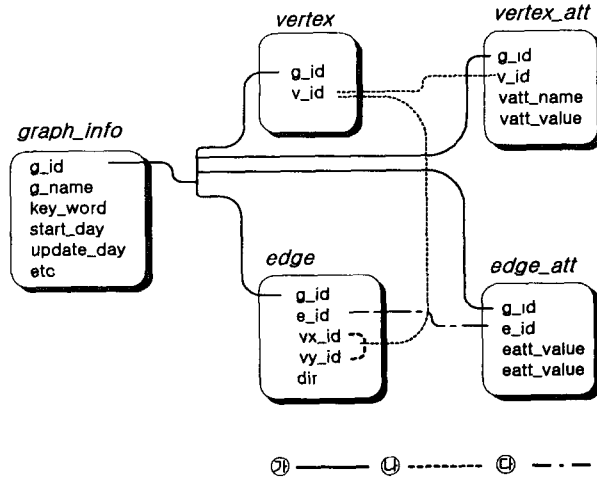 vertex
g_id
v_id
vertex_att
g_id
v_id
vatt_name
vatt_value
graph_info
g_id
g_name
key_word
start_day
update_day
etc
edge
g_id
e_id
vx_id
vy_id
dir
edge_att
g_id
e_id
eatt_value
eatt_value
㉮ ㉯ ㉰